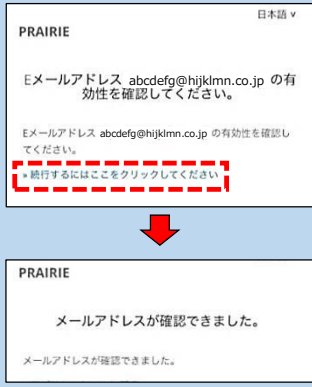 日本語 ∨
PRAIRIE
Eメールアドレス abcdefg@hijklmn.co.jp の有
効性を確認してください。
Eメールアドレス abcdefg@hijklmn.co.jp の有効性を確認し
てください。
» 続行するにはここをクリックしてください
PRAIRIE
メールアドレスが確認できました。
メールアドレスが確認できました。